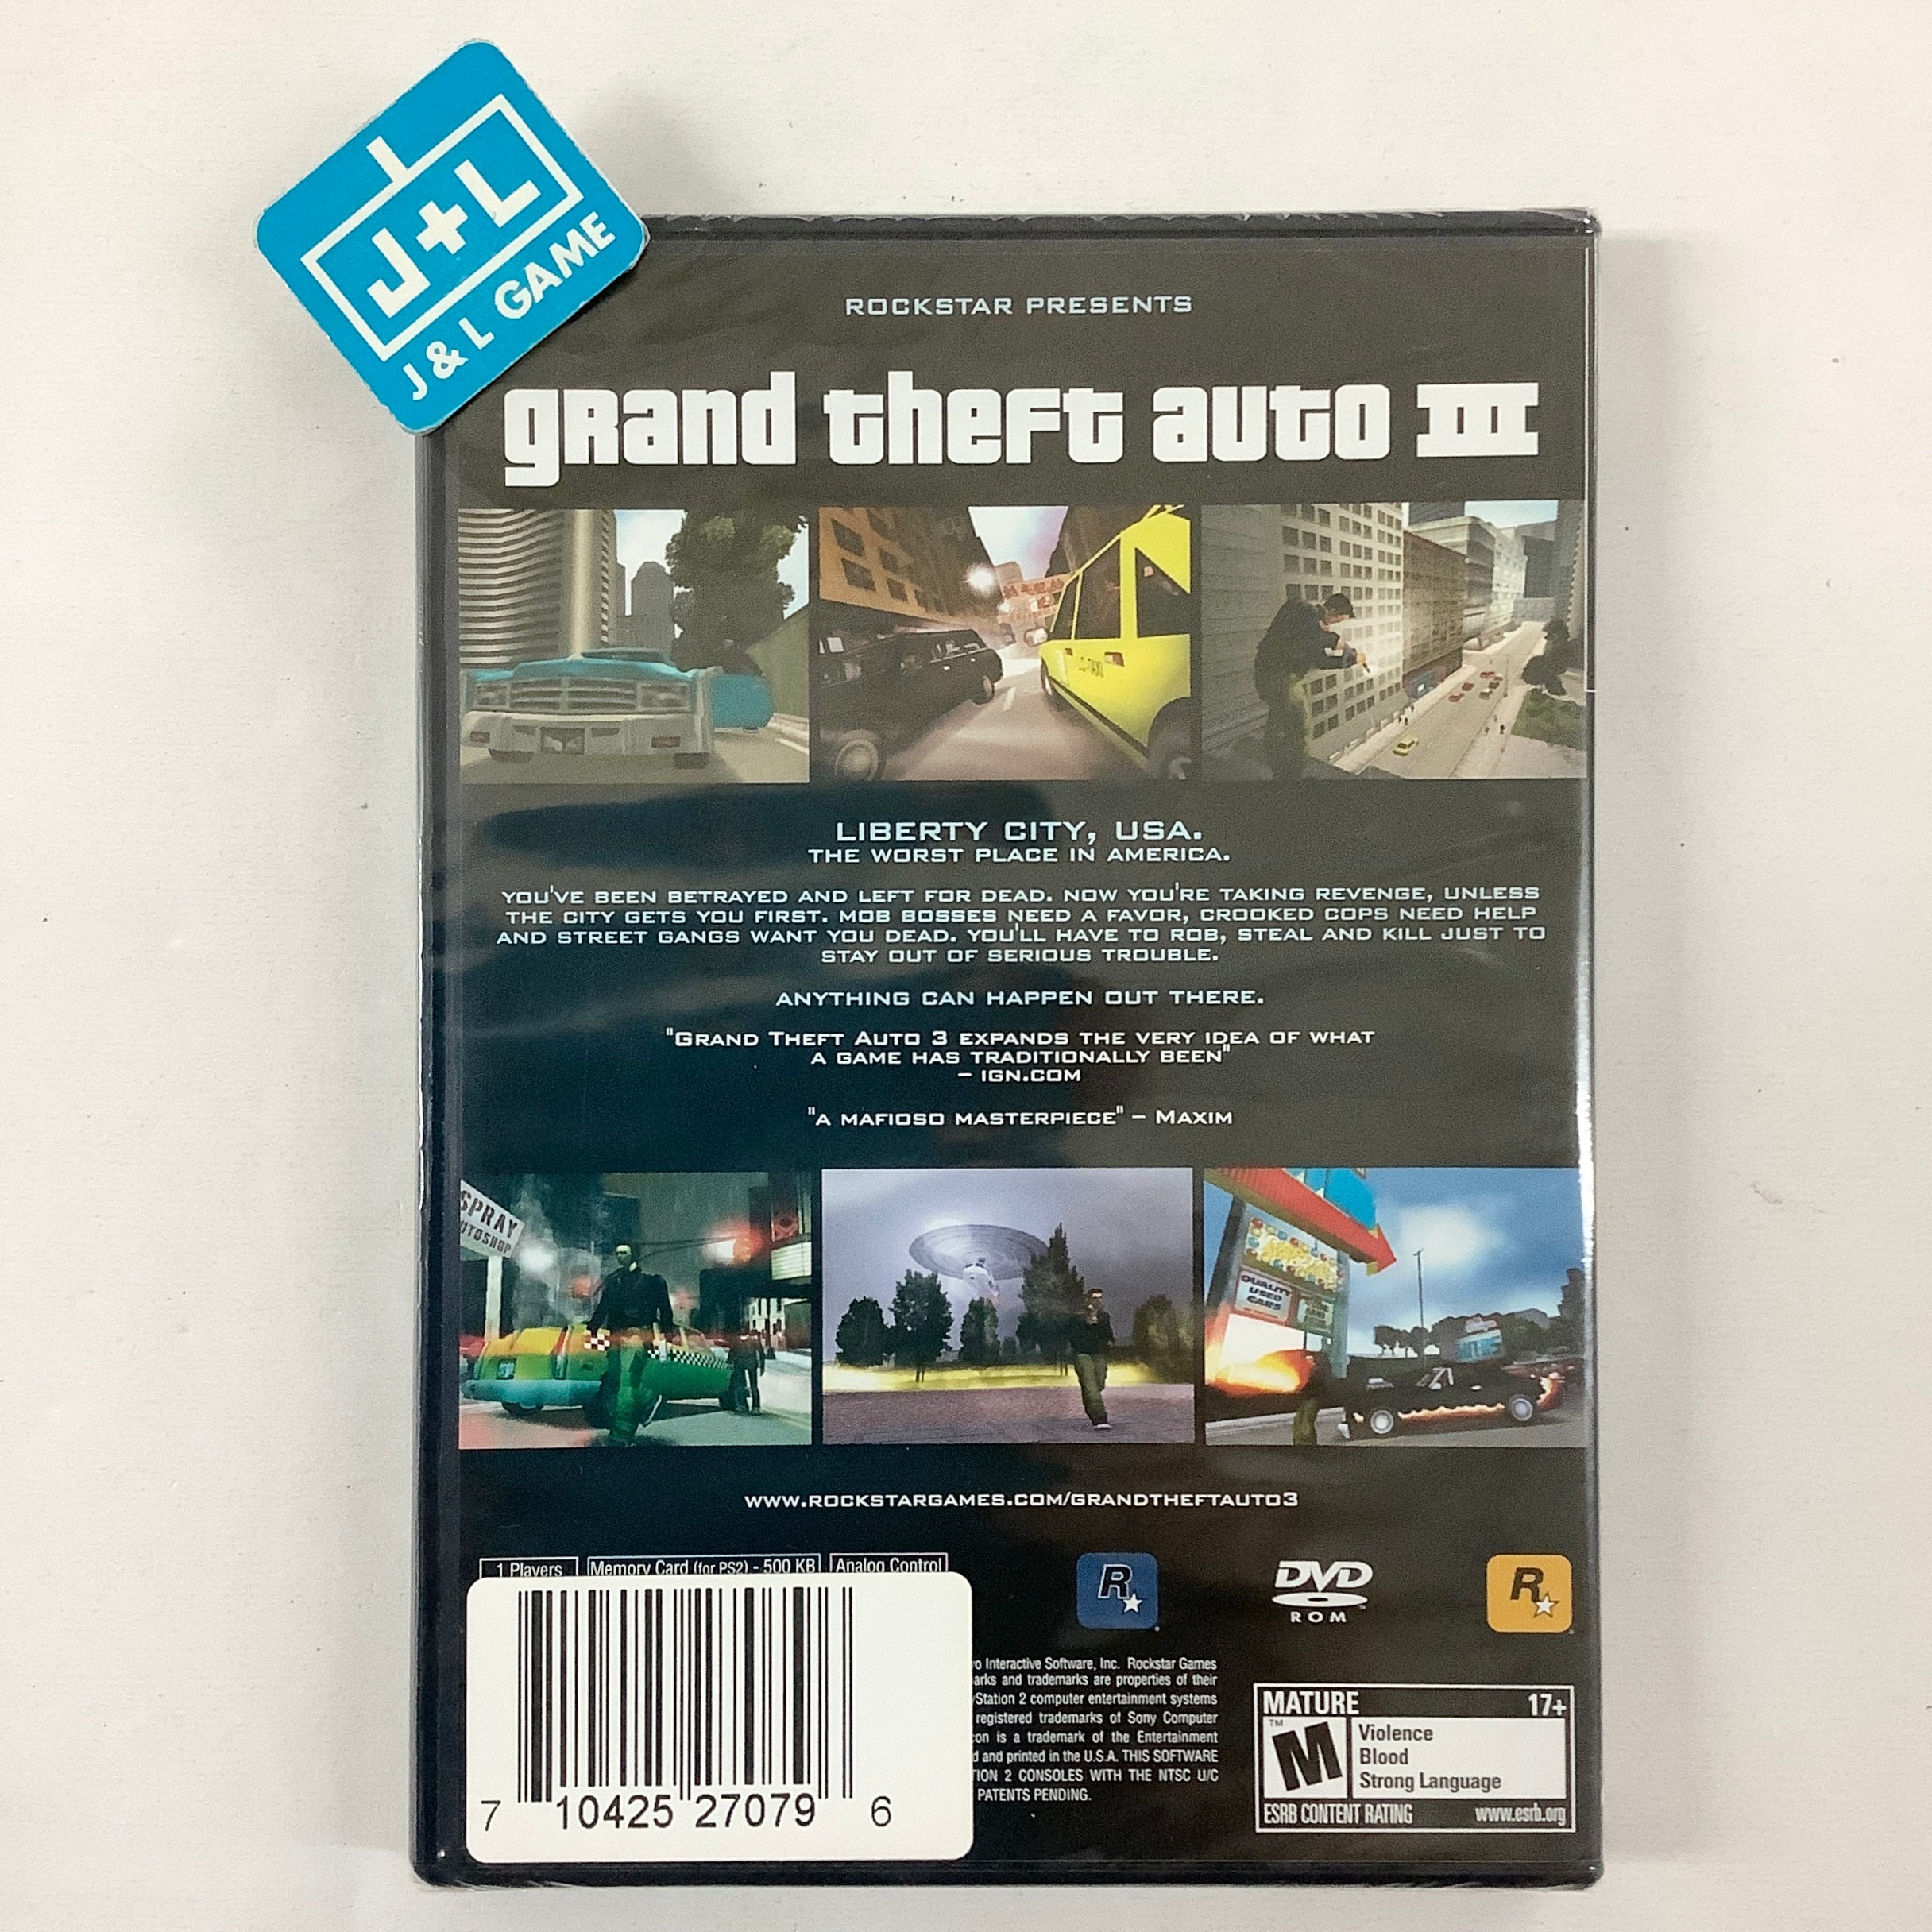 J+L
J & L GAME
ROCKSTAR PRESENTS
grand theft auto III
LIBERTY CITY, USA.
THE WORST PLACE IN AMERICA.
YOU'VE BEEN BETRAYED AND LEFT FOR DEAD. NOW YOU'RE TAKING REVENGE, UNLESS
THE CITY GETS YOU FIRST. MOB BOSSES NEED A FAVOR, CROOKED COPS NEED HELP
AND STREET GANGS WANT YOU DEAD. YOU'LL HAVE TO ROB, STEAL AND KILL JUST TO
STAY OUT OF SERIOUS TROUBLE.
ANYTHING CAN HAPPEN OUT THERE.
"GRAND THEFT AUTO 3 EXPANDS THE VERY IDEA OF WHAT
A GAME HAS TRADITIONALLY BEEN"
– IGN.COM
"A MAFIOSO MASTERPIECE" – MAXIM
SPRAY
UTOSHOP
QUALITY
USED
CARS
WWW.ROCKSTARGAMES.COM/GRANDTHEFTAUTO3
1 Players
Memory Card (for PS2) - 500 KB
Analog Control
R
DVD
ROM
R
7 10425 27079 6
o Interactive Software, Inc. Rockstar Games
arks and trademarks are properties of their
Station 2 computer entertainment systems
registered trademarks of Sony Computer
on is a trademark of the Entertainment
d and printed in the U.S.A. THIS SOFTWARE
TION 2 CONSOLES WITH THE NTSC U/C
PATENTS PENDING.
MATURE 17+
M
Violence
Blood
Strong Language
ESRB CONTENT RATING www.esrb.org